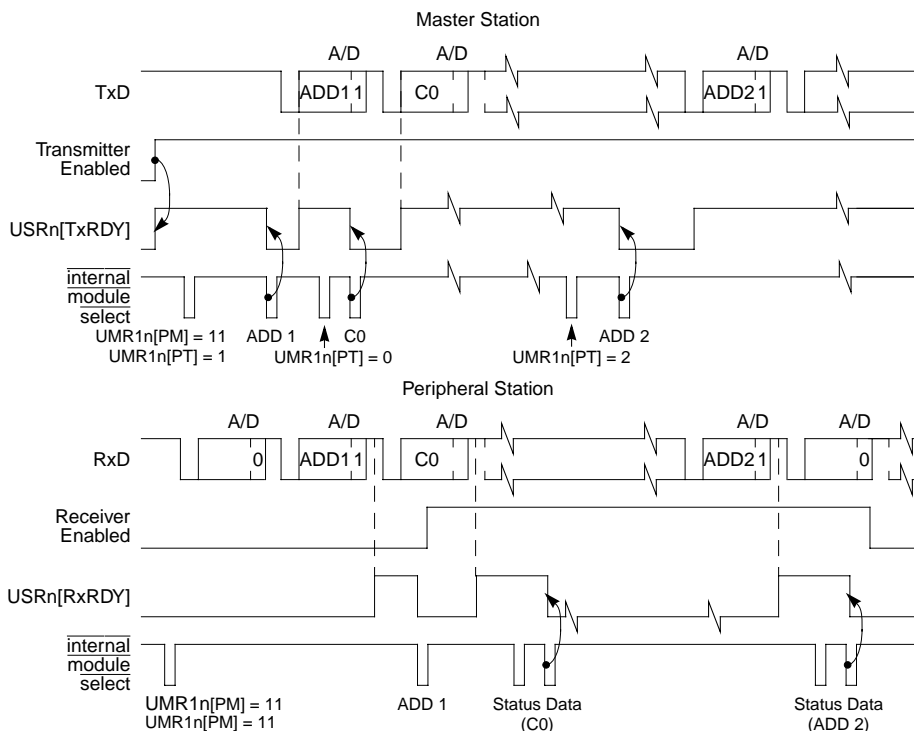 Master Station
A/D A/D A/D
TxD ADD1 1 C0 ADD2 1
Transmitter
Enabled
USRn[TxRDY]
internal
module
select
UMR1n[PM] = 11 ADD 1 C0 ADD 2
UMR1n[PT] = 1 UMR1n[PT] = 0 UMR1n[PT] = 2
Peripheral Station
A/D A/D A/D A/D A/D
RxD 0 ADD1 1 C0 ADD2 1 0
Receiver
Enabled
USRn[RxRDY]
internal
module
select
UMR1n[PM] = 11 ADD 1 Status Data Status Data
UMR1n[PM] = 11 (C0) (ADD 2)